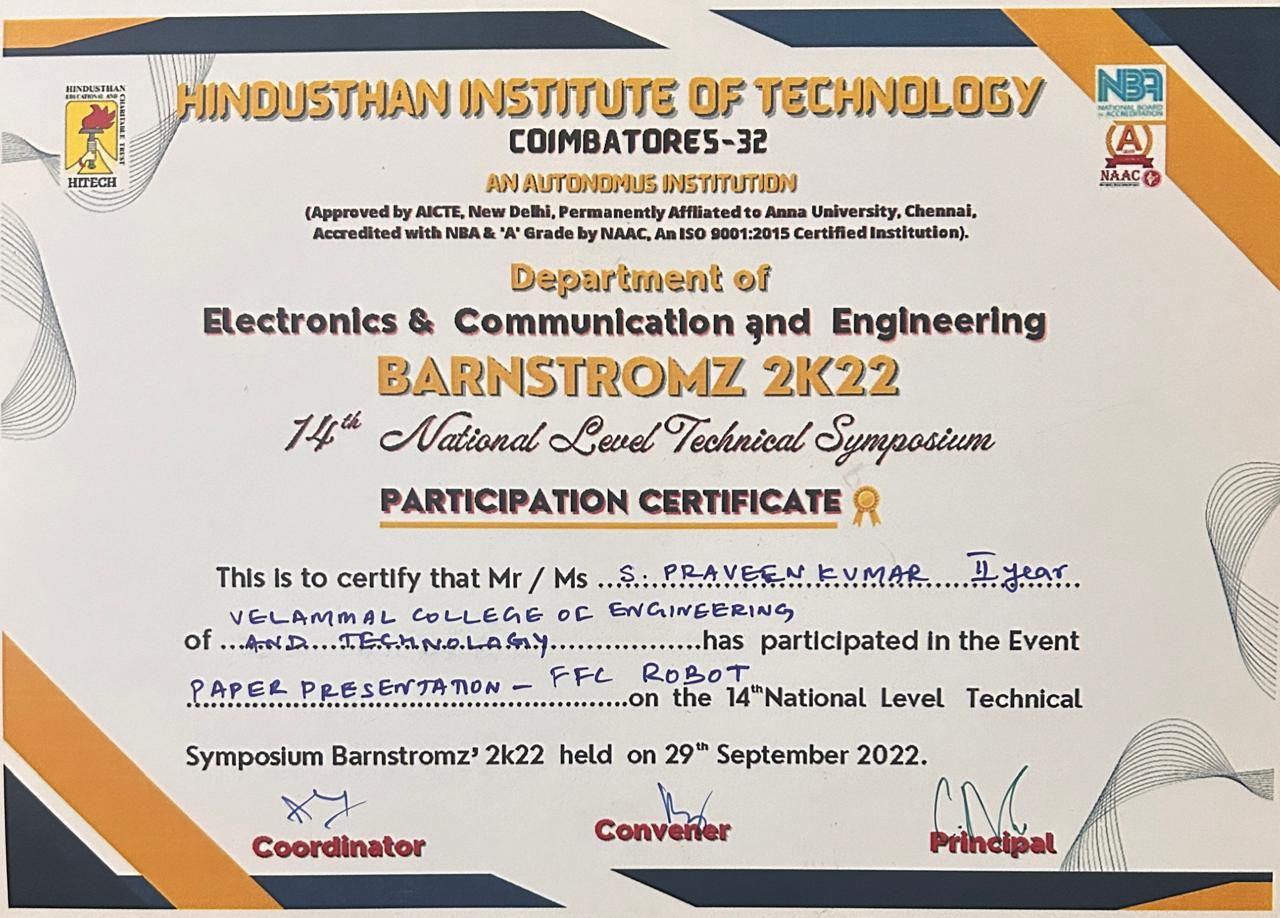 HINDUSTHAN
EDUCATIONAL AND
CHARITABLE TRUST
HITECH
HINDUSTHAN INSTITUTE OF TECHNOLOGY
COIMBATORES-32
AN AUTONOMUS INSTITUTION
(Approved by AICTE, New Delhi, Permanently Affliated to Anna University, Chennai,
Accredited with NBA & 'A' Grade by NAAC, An ISO 9001:2015 Certified Institution).
NBA
NATIONAL BOARD
of ACCREDITATION
A
NAAC
Department of
Electronics & Communication and Engineering
BARNSTROMZ 2K22
14th National Level Technical Symposium
PARTICIPATION CERTIFICATE
This is to certify that Mr / Ms ...S. PRAVEEN KUMAR II year
VELAMMAL COLLEGE OF ENGINEERING
of ...AND TECHNOLAGY...................has participated in the Event
PAPER PRESENTATION – FFC ROBOT
..........................................................on the 14th National Level Technical
Symposium Barnstromz' 2k22 held on 29th September 2022.
Coordinator
Convener
Principal